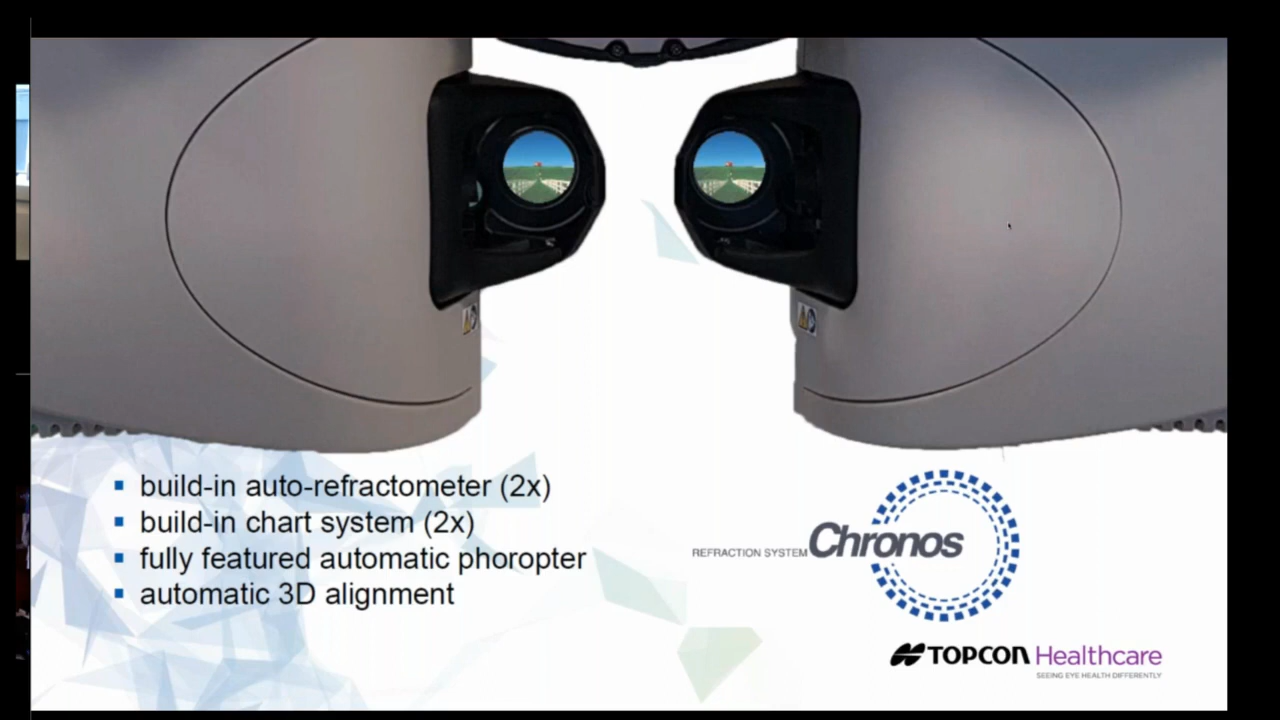 build-in auto-refractometer (2x)
build-in chart system (2x)
fully featured automatic phoropter
automatic 3D alignment
REFRACTION SYSTEM Chronos
TOPCON Healthcare
SEEING EYE HEALTH DIFFERENTLY